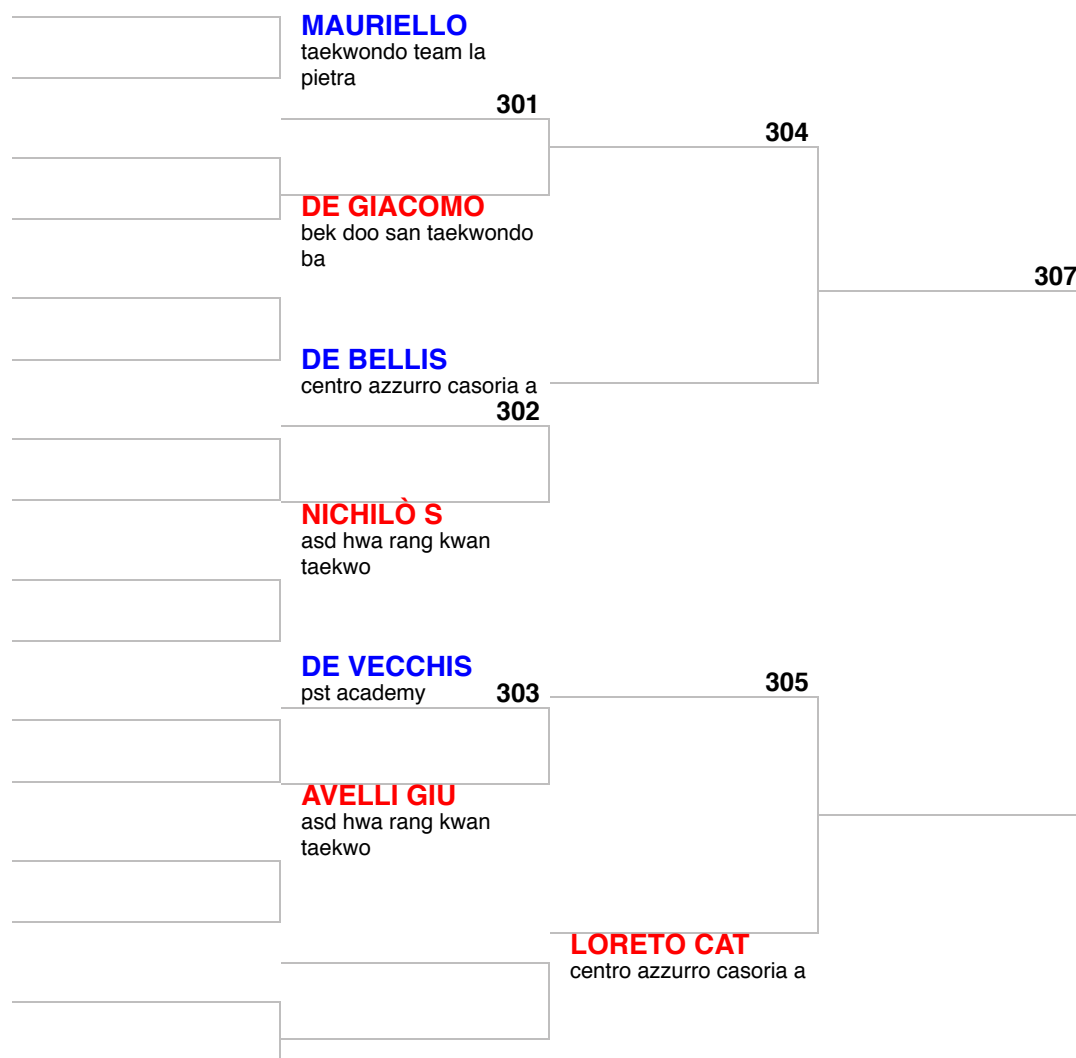 MAURIELLO
taekwondo team la
pietra
301
304
DE GIACOMO
bek doo san taekwondo
ba
307
DE BELLIS
centro azzurro casoria a
302
NICHILÒ S
asd hwa rang kwan
taekwo
DE VECCHIS
pst academy
303
305
AVELLI GIU
asd hwa rang kwan
taekwo
LORETO CAT
centro azzurro casoria a